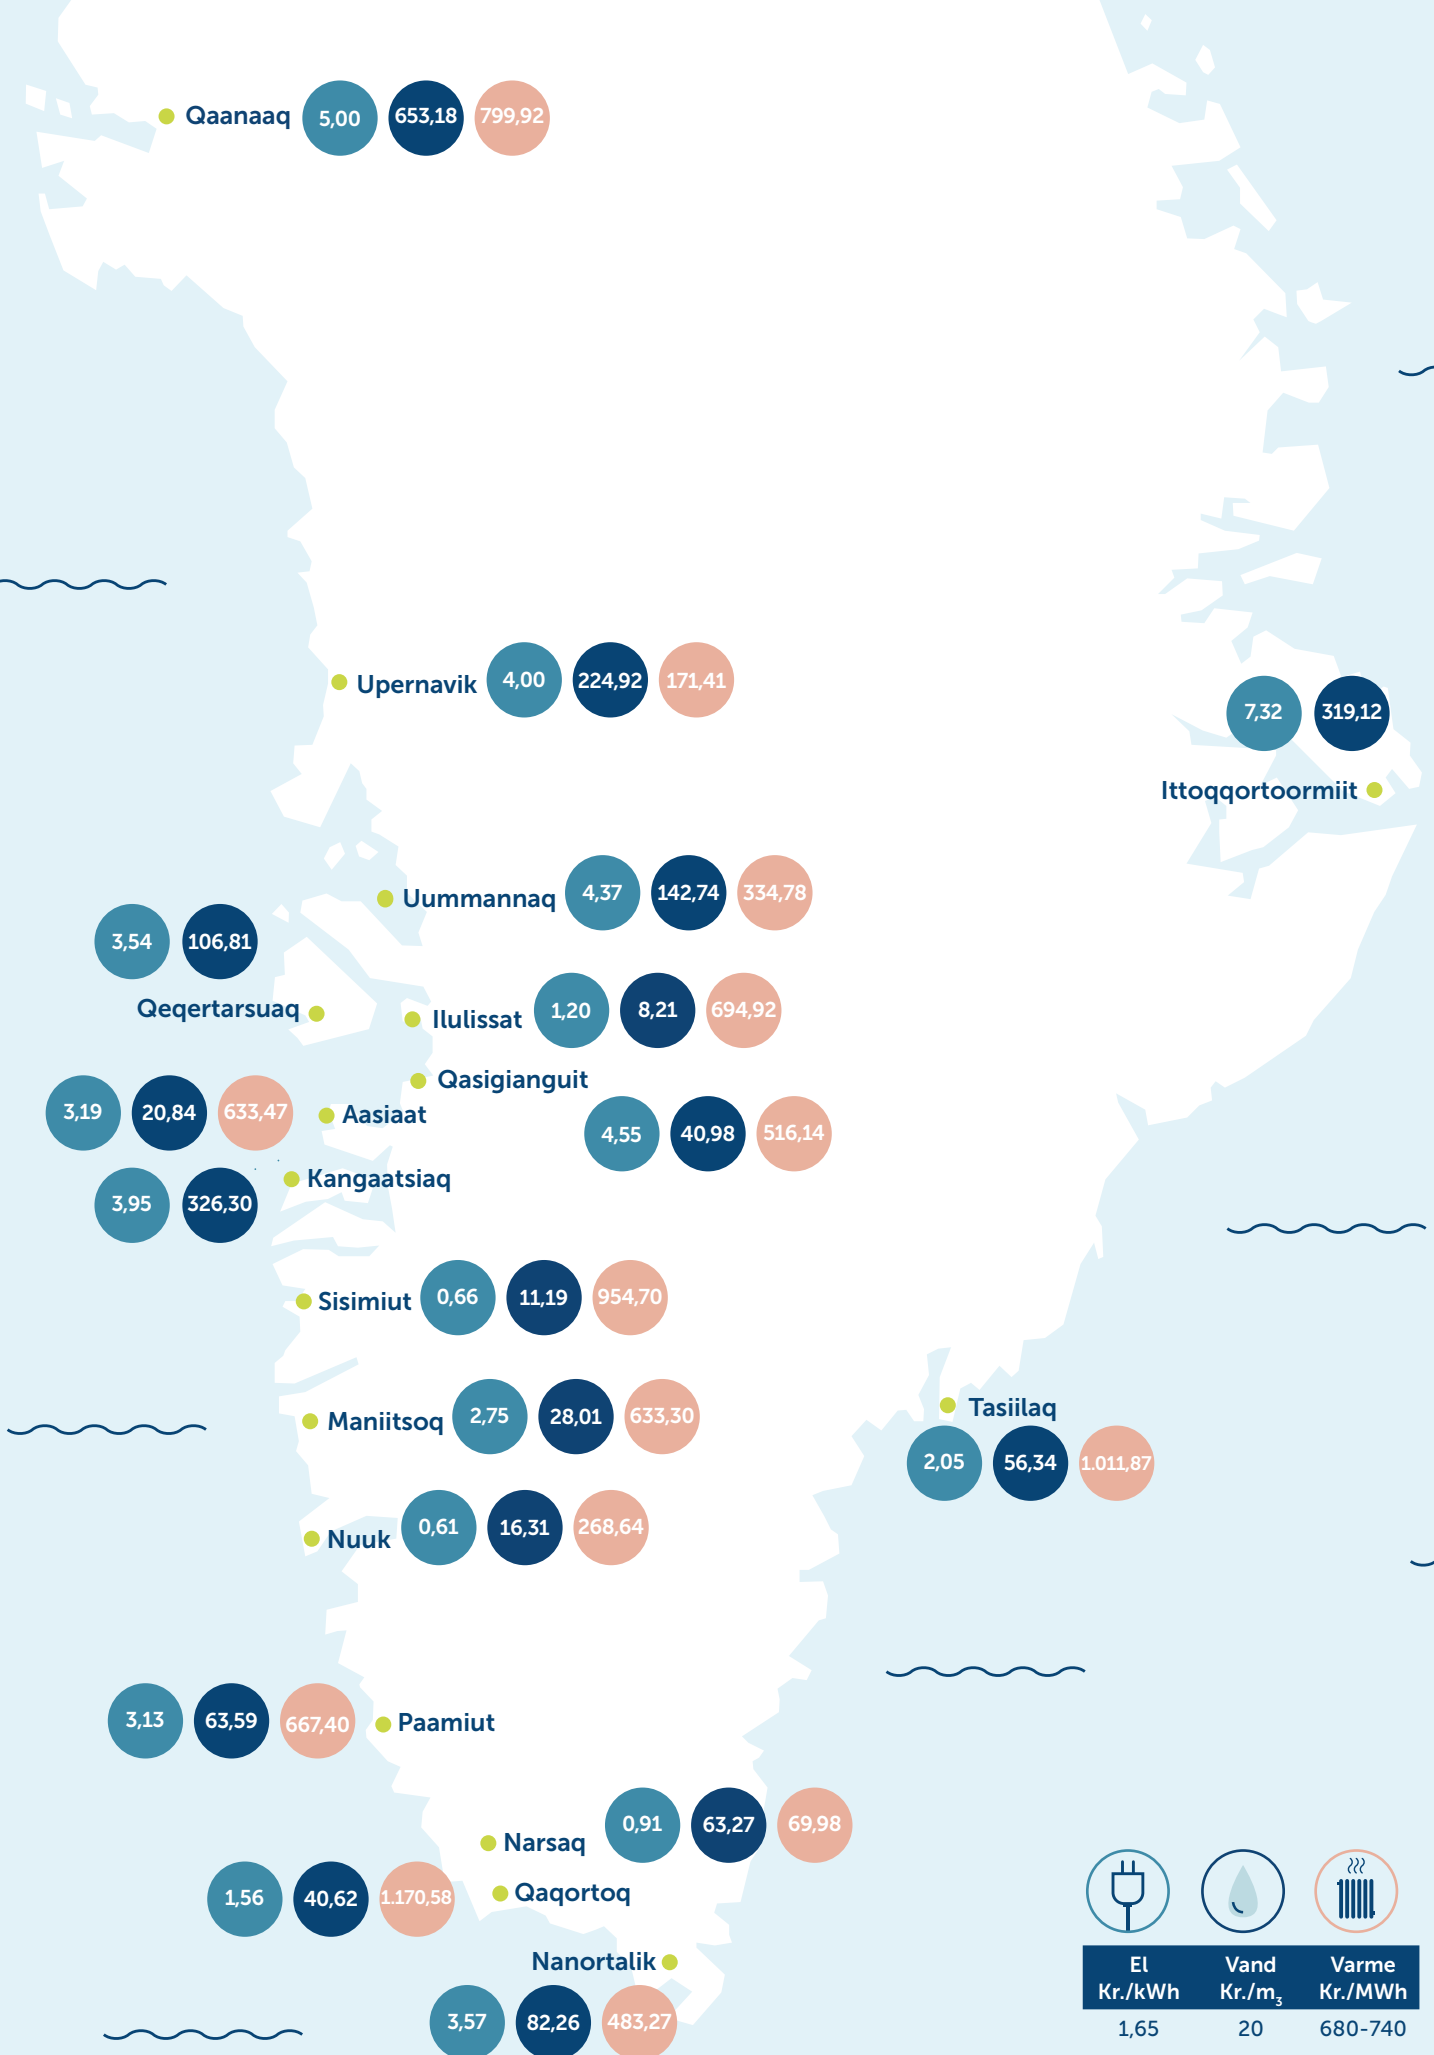 Qaanaaq 5,00 653,18 799,92
Upernavik 4,00 224,92 171,41
7,32 319,12
Ittoqqortoormiit
Uummannaq 4,37 142,74 334,78
3,54 106,81
Qeqertarsuaq
Ilulissat 1,20 8,21 694,92
Qasigianguit
4,55 40,98 516,14
3,19 20,84 633,47 Aasiaat
Kangaatsiaq
3,95 326,30
Sisimiut 0,66 11,19 954,70
Maniitsoq 2,75 28,01 633,30
Tasiilaq
2,05 56,34 1.011,87
Nuuk 0,61 16,31 268,64
3,13 63,59 667,40 Paamiut
Narsaq 0,91 63,27 69,98
1,56 40,62 1.170,58 Qaqortoq
Nanortalik
3,57 82,26 483,27
El Vand Varme
Kr./kWh Kr./m3 Kr./MWh
1,65 20 680-740